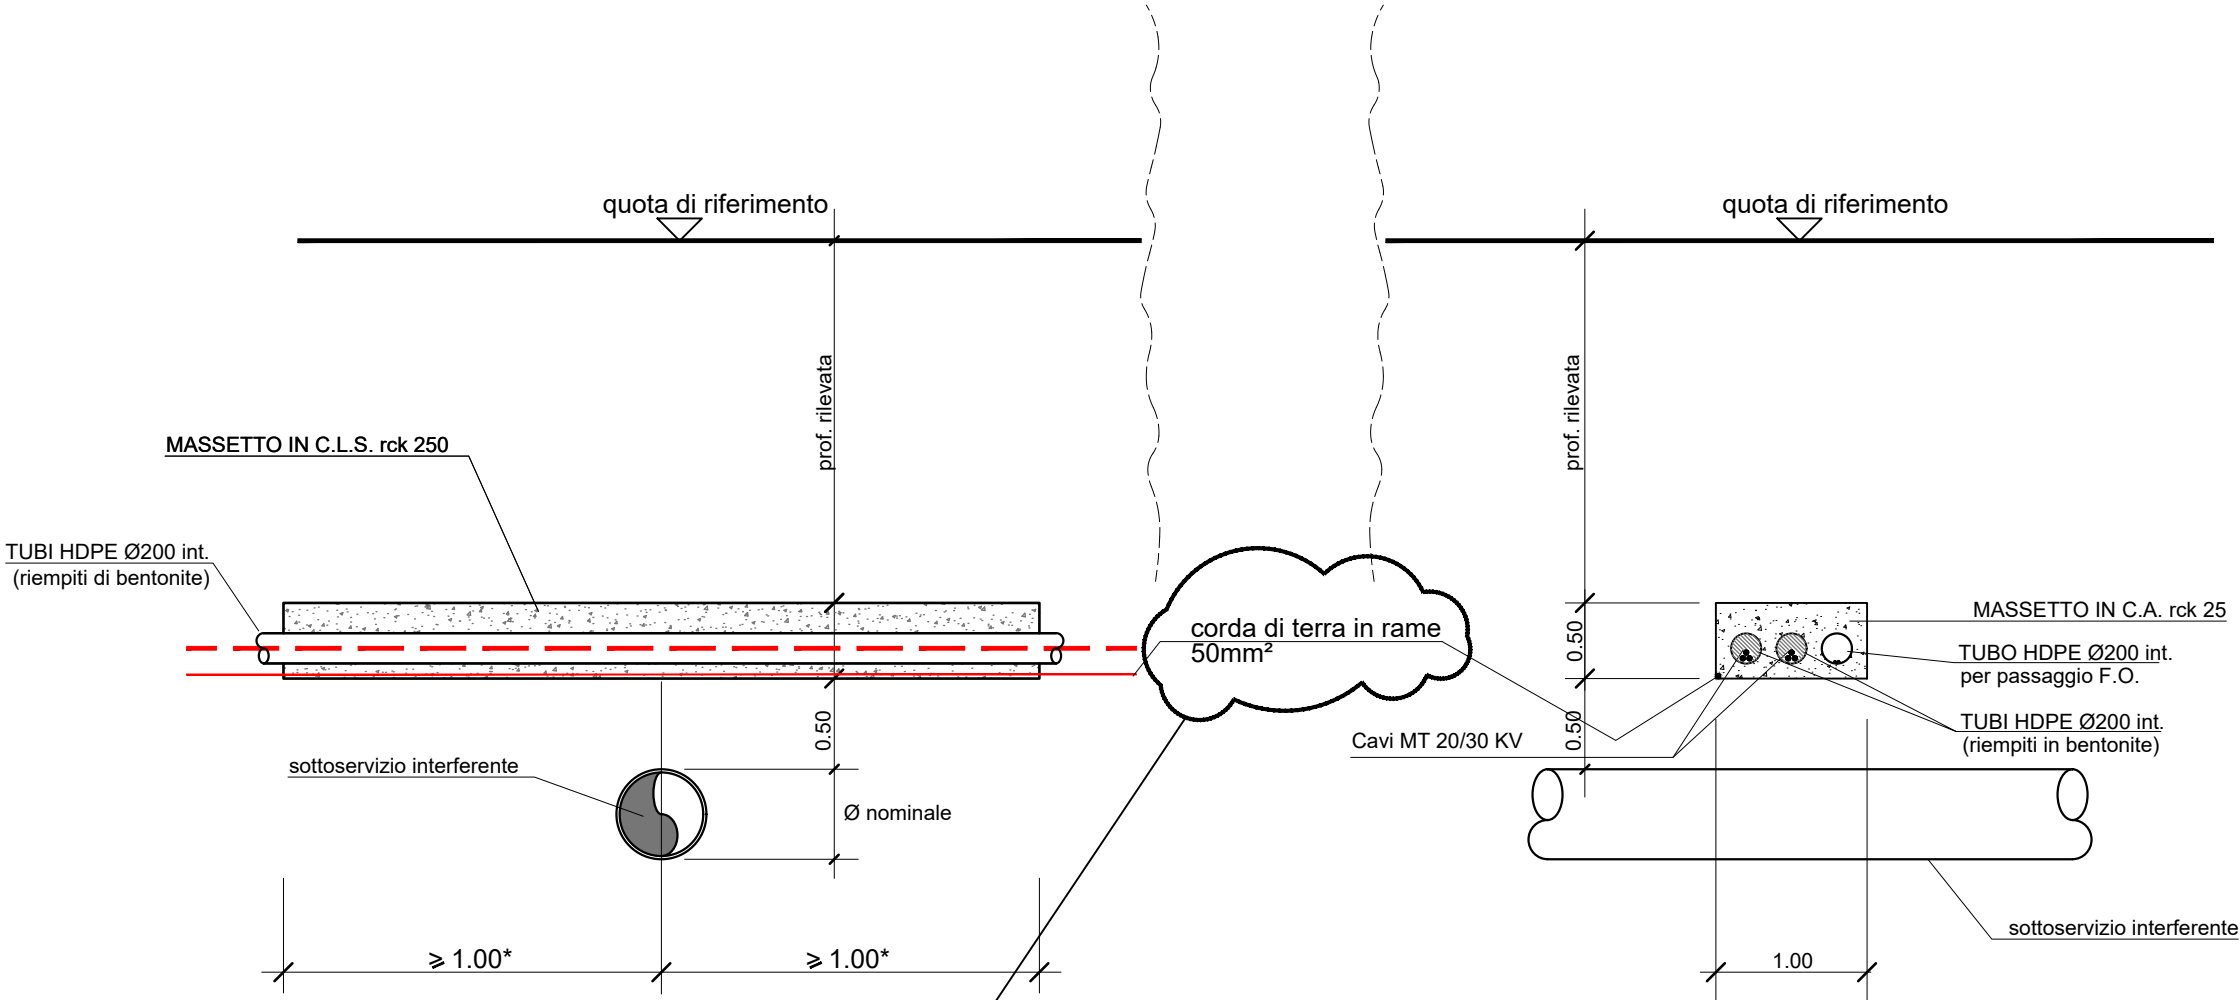 quota di riferimento
quota di riferimento
prof. rilevata
prof. rilevata
MASSETTO IN C.L.S. rck 250
TUBI HDPE Ø200 int.
(riempiti di bentonite)
corda di terra in rame
50mm²
0.50
MASSETTO IN C.A. rck 25
TUBO HDPE Ø200 int.
per passaggio F.O.
TUBI HDPE Ø200 int.
(riempiti in bentonite)
Cavi MT 20/30 KV
0.50
0.50
sottoservizio interferente
Ø nominale
sottoservizio interferente
⩾ 1.00*
⩾ 1.00*
1.00